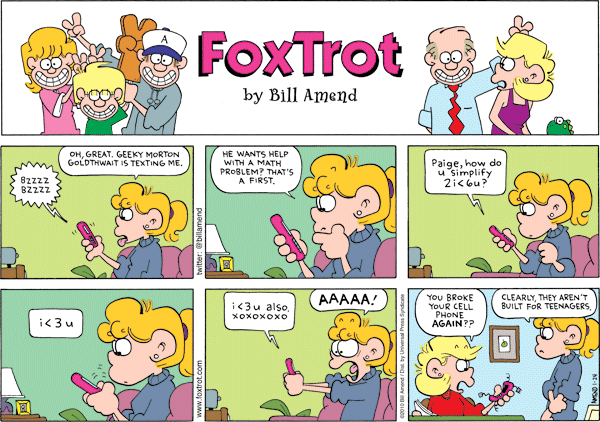 A
FOXTROT
by Bill Amend
BZZZZ
BZZZZ
OH, GREAT. GEEKY MORTON
GOLDTHWAIT IS TEXTING ME.
twitter: @billamend
HE WANTS HELP
WITH A MATH
PROBLEM? THAT'S
A FIRST.
Paige, how do
u simplify
2i<6u?
i<3u
www.foxtrot.com
i<3u also.
xoxoxoxo
AAAAA!
©2010 Bill Amend / Dist. by Universal Press Syndicate
YOU BROKE
YOUR CELL
PHONE
AGAIN??
CLEARLY, THEY AREN'T
BUILT FOR TEENAGERS.
AMEND 1-24